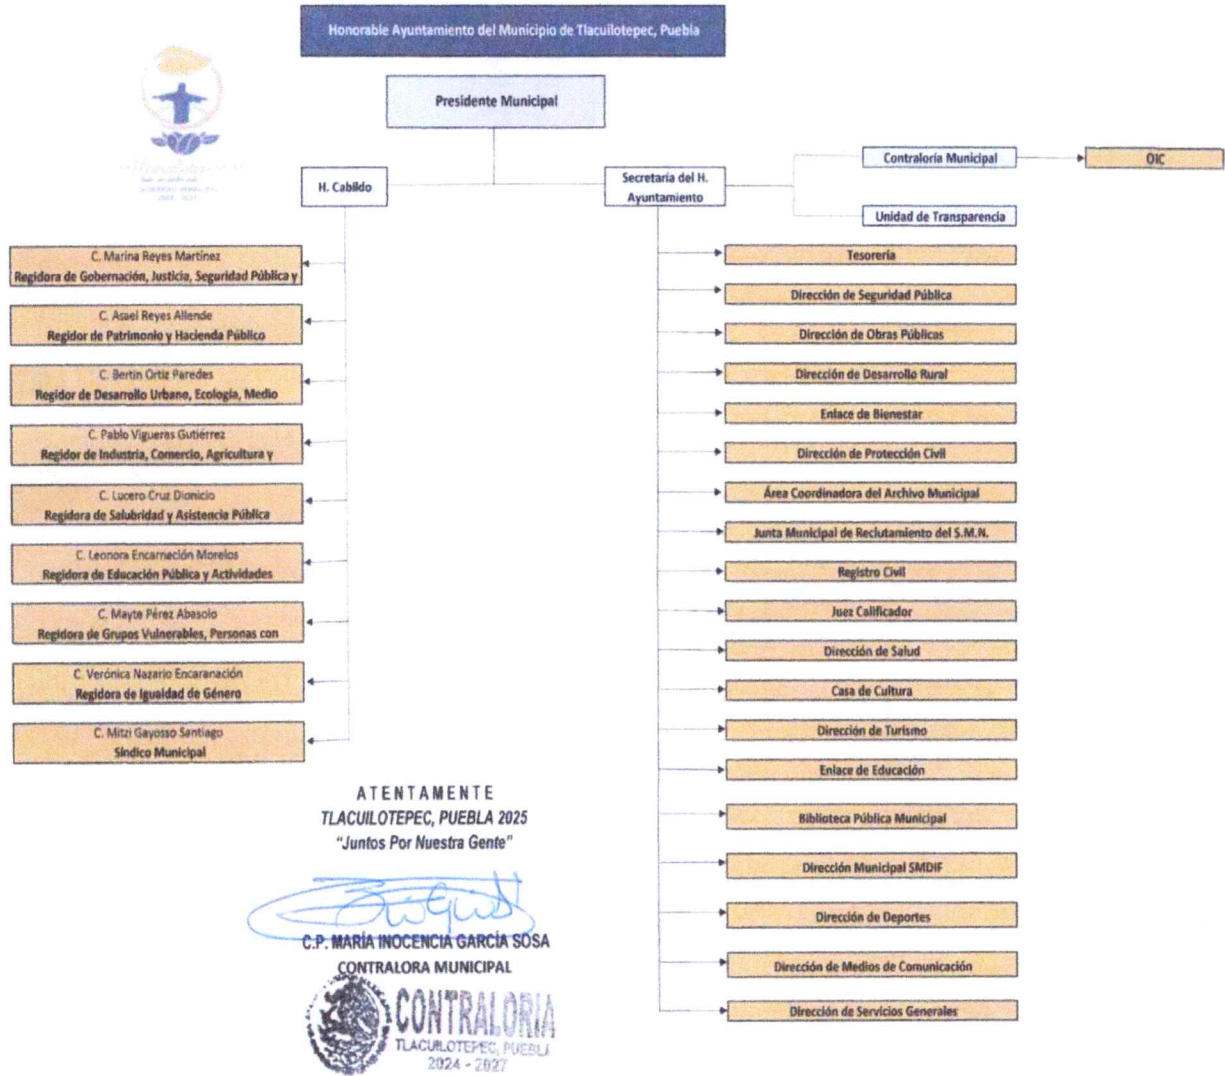 Honorable Ayuntamiento del Municipio de Tlacuilotepec, Puebla
Presidente Municipal
H. Cabildo
Secretaría del H.
Ayuntamiento
Contraloría Municipal
OIC
Unidad de Transparencia
C. Marina Reyes Martínez
Regidora de Gobernación, Justicia, Seguridad Pública y
C. Asael Reyes Allende
Regidor de Patrimonio y Hacienda Público
C. Bertin Ortiz Paredes
Regidor de Desarrollo Urbano, Ecología, Medio
C. Pablo Vigueras Gutiérrez
Regidor de Industria, Comercio, Agricultura y
C. Lucero Cruz Dionicio
Regidora de Salubridad y Asistencia Pública
C. Leonora Encarnación Morelos
Regidora de Educación Pública y Actividades
C. Mayte Pérez Abasolo
Regidora de Grupos Vulnerables, Personas con
C. Verónica Nazario Encaranación
Regidora de Igualdad de Género
C. Mitzi Gayosso Santiago
Síndico Municipal
Tesorería
Dirección de Seguridad Pública
Dirección de Obras Públicas
Dirección de Desarrollo Rural
Enlace de Bienestar
Dirección de Protección Civil
Área Coordinadora del Archivo Municipal
Junta Municipal de Reclutamiento del S.M.N.
Registro Civil
Juez Calificador
Dirección de Salud
Casa de Cultura
Dirección de Turismo
Enlace de Educación
Biblioteca Pública Municipal
Dirección Municipal SMDIF
Dirección de Deportes
Dirección de Medios de Comunicación
Dirección de Servicios Generales
ATENTAMENTE
TLACUILOTEPEC, PUEBLA 2025
"Juntos Por Nuestra Gente"
C.P. MARÍA INOCENCIA GARCÍA SOSA
CONTRALORA MUNICIPAL
CONTRALORIA
TLACUILOTEPEC, PUEBLA
2024 - 2027